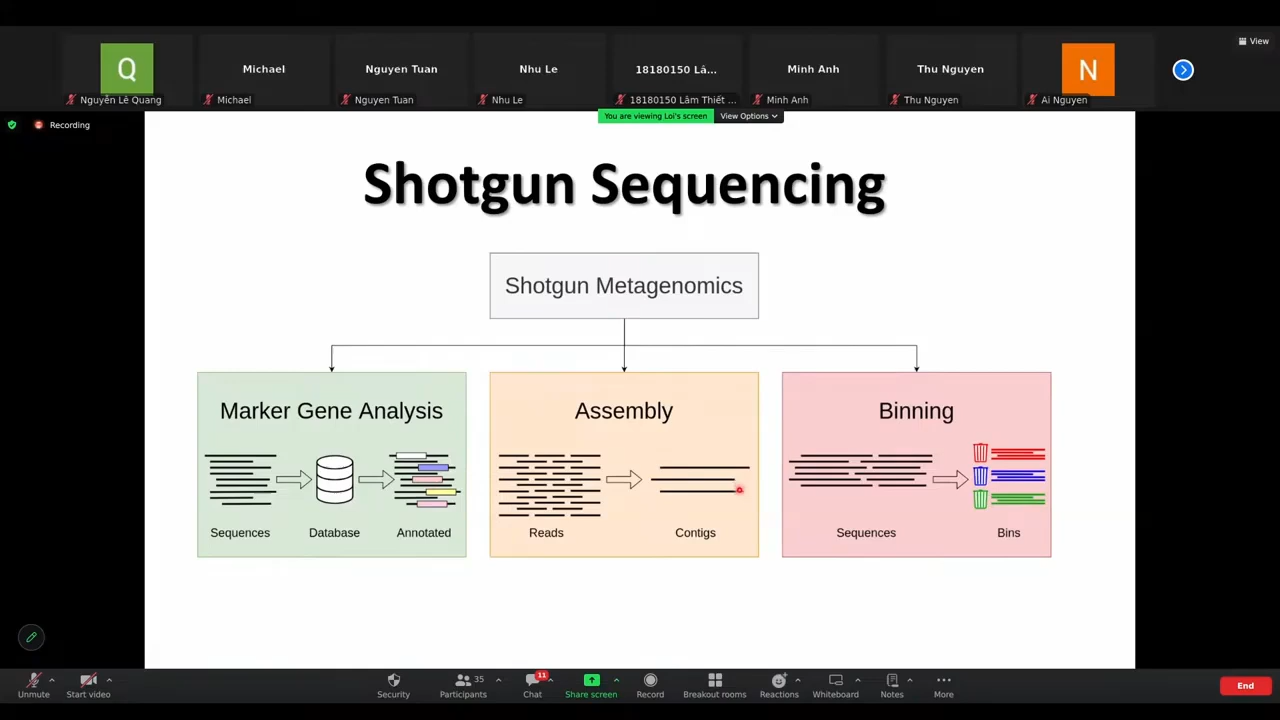 View
Q
Michael
Nguyen Tuan
Nhu Le
18180150 Lâ...
Minh Anh
Thu Nguyen
N
Nguyễn Lê Quang
Michael
Nguyen Tuan
Nhu Le
18180150 Lâm Thiết ...
Minh Anh
Thu Nguyen
Ai Nguyen
You are viewing Loi's screen
View Options
Recording
Shotgun Sequencing
Shotgun Metagenomics
Marker Gene Analysis
Sequences
Database
Annotated
Assembly
Reads
Contigs
Binning
Sequences
Bins
Unmute
Start video
Security
Participants
35
Chat
11
Share screen
Record
Breakout rooms
Reactions
Whiteboard
Notes
More
End